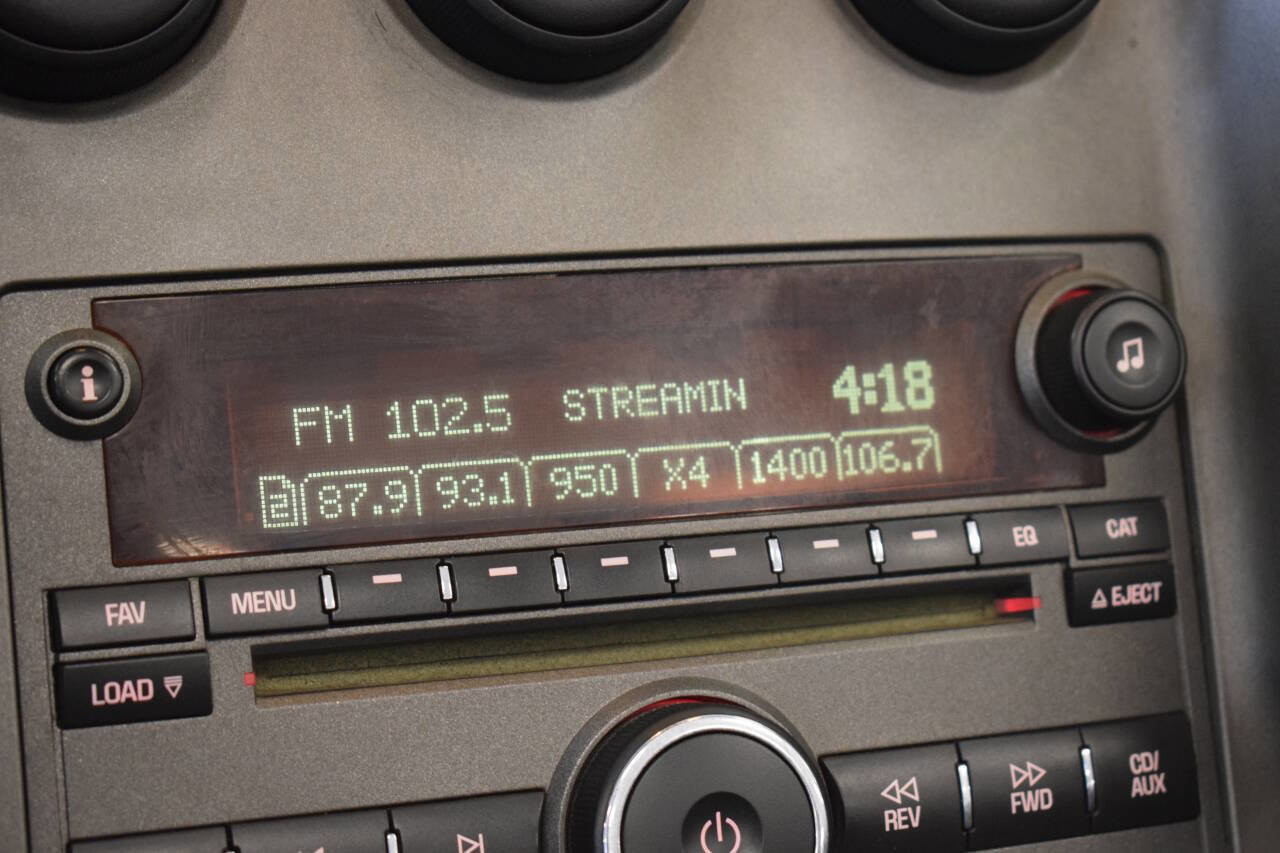 i
FM 102.5 STREAMIN 4:18
2 87.9 93.1 950 X4 1400 106.7
FAV MENU EQ CAT
LOAD EJECT
REV FWD CD/
AUX